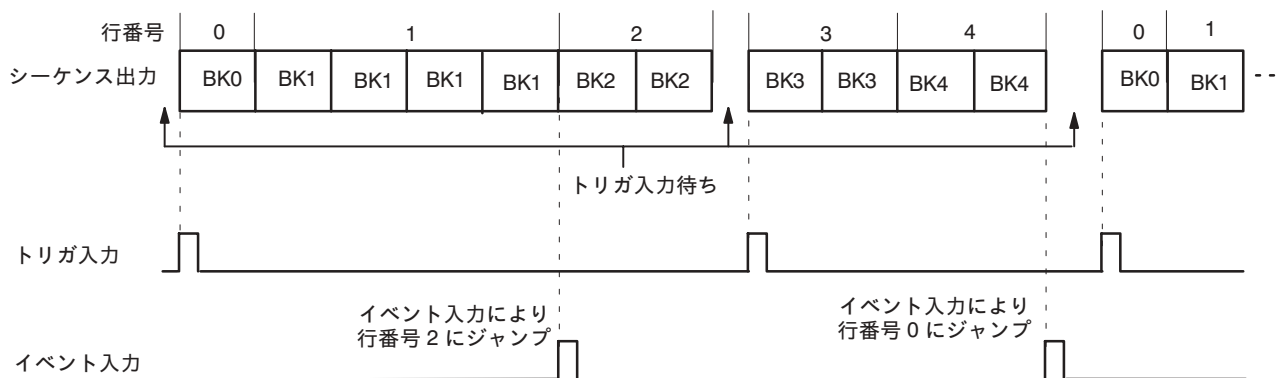 行番号 0 1 2 3 4 0 1
シーケンス出力 BK0 BK1 BK1 BK1 BK1 BK2 BK2 BK3 BK3 BK4 BK4 BK0 BK1
トリガ入力待ち
トリガ入力
イベント入力により
行番号 2 にジャンプ
イベント入力により
行番号 0 にジャンプ
イベント入力